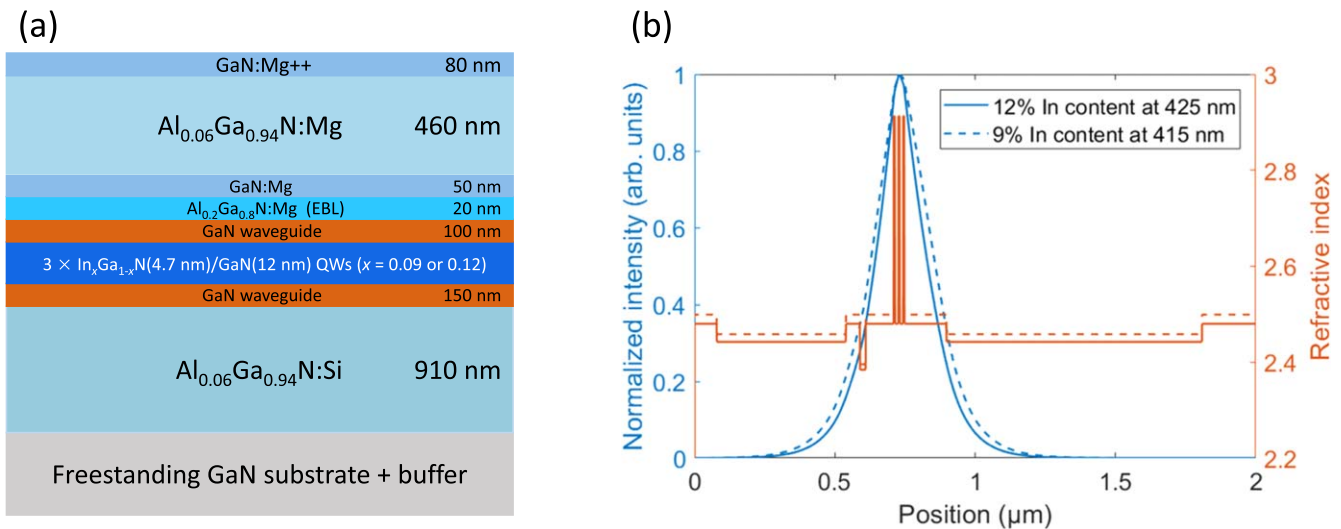 (a)
GaN:Mg++ 80 nm
Al0.06Ga0.94N:Mg 460 nm
GaN:Mg 50 nm
Al0.2Ga0.8N:Mg (EBL) 20 nm
GaN waveguide 100 nm
3 × InxGa1-xN(4.7 nm)/GaN(12 nm) QWs (x = 0.09 or 0.12)
GaN waveguide 150 nm
Al0.06Ga0.94N:Si 910 nm
Freestanding GaN substrate + buffer
(b)
Normalized intensity (arb. units)
1
0.8
0.6
0.4
0.2
0
12% In content at 425 nm
9% In content at 415 nm
3
2.8
2.6
2.4
2.2
Refractive index
0 0.5 1 1.5 2
Position (μm)